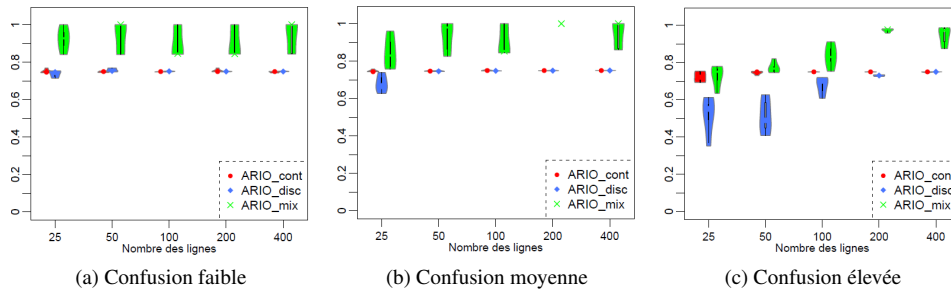 1
0.8
0.6
0.4
0.2
0
ARIO_cont
ARIO_disc
ARIO_mix
25 50 100 200 400
Nombre des lignes
(a) Confusion faible
1
0.8
0.6
0.4
0.2
0
ARIO_cont
ARIO_disc
ARIO_mix
25 50 100 200 400
Nombre des lignes
(b) Confusion moyenne
1
0.8
0.6
0.4
0.2
0
ARIO_cont
ARIO_disc
ARIO_mix
25 50 100 200 400
Nombre des lignes
(c) Confusion élevée